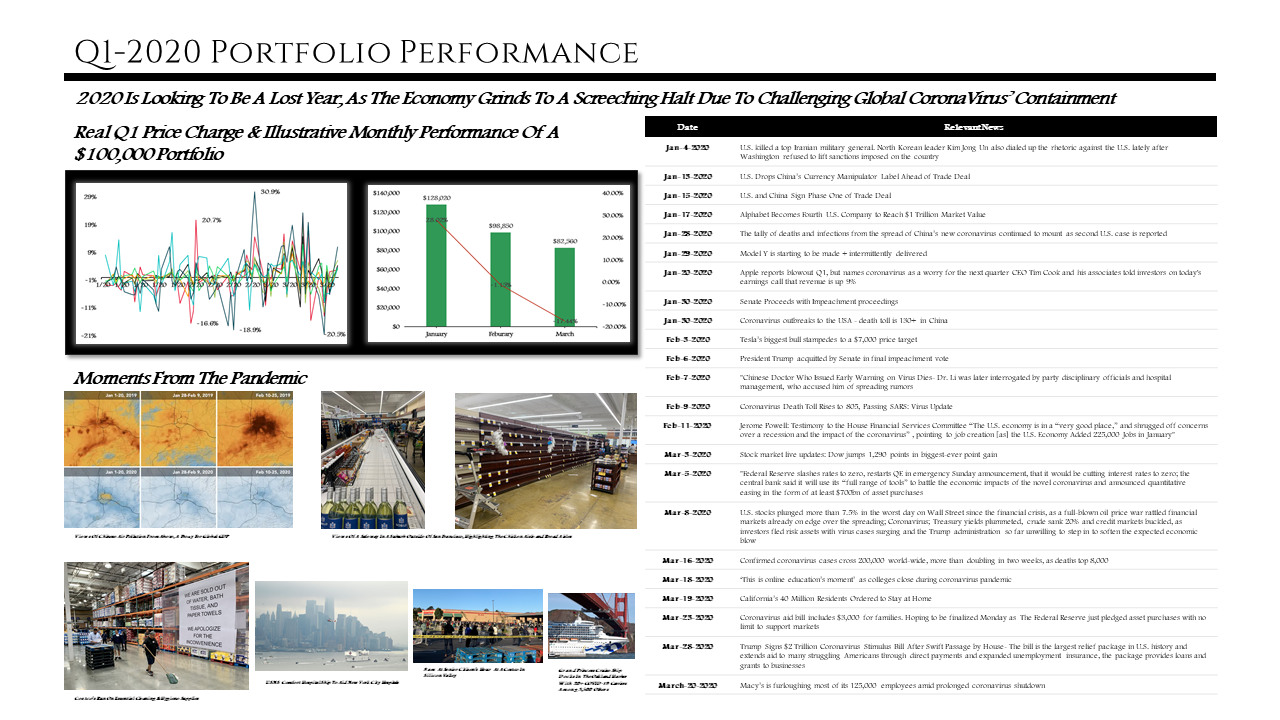 Q1-2020 Portfolio Performance
2020 Is Looking To Be A Lost Year, As The Economy Grinds To A Screeching Halt Due To Challenging Global CoronaVirus' Containment
Real Q1 Price Change & Illustrative Monthly Performance Of A
$100,000 Portfolio
29%
19%
9%
-1%
-11%
-21%
20.7%
30.9%
-16.6%
-18.9%
-20.5%
$140,000
$120,000
$100,000
$80,000
$60,000
$40,000
$20,000
$0
$128,020
$98,850
$82,560
-1.13%
40.00%
30.00%
20.00%
10.00%
0.00%
-10.00%
-20.00%
January
Feburary
March
Moments From The Pandemic
Jan 1-20, 2019
Jan 28-Feb 9, 2019
Feb 10-25, 2019
Jan 1-20, 2020
Jan 28-Feb 9, 2020
Feb 10-25, 2020
WE ARE SOLD OUT
OF WATER, BATH
TISSUE, AND
PAPER TOWELS
WE APOLOGIZE
FOR THE
INCONVENIENCE
Date Relevant News
Jan-4-2020 U.S. killed a top Iranian military general. North Korean leader Kim Jong Un also dialed up the rhetoric against the U.S. lately after
Washington refused to lift sanctions imposed on the country
Jan-13-2020 U.S. Drops China's Currency Manipulator Label Ahead of Trade Deal
Jan-15-2020 U.S. and China Sign Phase One of Trade Deal
Jan-17-2020 Alphabet Becomes Fourth U.S. Company to Reach $1 Trillion Market Value
Jan-28-2020 The tally of deaths and infections from the spread of China's new coronavirus continued to mount as second U.S. case is reported
Jan-29-2020 Model Y is starting to be made + intermittently delivered
Jan-30-2020 Apple reports blowout Q1, but names coronavirus as a worry for the next quarter CEO Tim Cook and his associates told investors on today's
earnings call that revenue is up 9%
Jan-30-2020 Senate Proceeds with Impeachment proceedings
Jan-30-2020 Coronavirus outbreaks to the USA - death toll is 130+ in China
Feb-3-2020 Tesla's biggest bull stampedes to a $7,000 price target
Feb-6-2020 President Trump acquitted by Senate in final impeachment vote
Feb-7-2020 "Chinese Doctor Who Issued Early Warning on Virus Dies- Dr. Li was later interrogated by party disciplinary officials and hospital
management, who accused him of spreading rumors
Feb-9-2020 Coronavirus Death Toll Rises to 805, Passing SARS: Virus Update
Feb-11-2020 Jerome Powell: Testimony to the House Financial Services Committee "The U.S. economy is in a "very good place," and shrugged off concerns
over a recession and the impact of the coronavirus" , pointing to job creation [as] the U.S. Economy Added 225,000 Jobs in January"
Mar-3-2020 Stock market live updates: Dow jumps 1,290 points in biggest-ever point gain
Mar-5-2020 "Federal Reserve slashes rates to zero, restarts QE in emergency Sunday announcement, that it would be cutting interest rates to zero; the
central bank said it will use its "full range of tools" to battle the economic impacts of the novel coronavirus and announced quantitative
easing in the form of at least $700bn of asset purchases
Mar-8-2020 U.S. stocks plunged more than 7.5% in the worst day on Wall Street since the financial crisis, as a full-blown oil price war rattled financial
markets already on edge over the spreading; Coronavirus; Treasury yields plummeted, crude sank 20% and credit markets buckled, as
investors fled risk assets with virus cases surging and the Trump administration so far unwilling to step in to soften the expected economic
blow
Mar-16-2020 Confirmed coronavirus cases cross 200,000 world-wide, more than doubling in two weeks, as deaths top 8,000
Mar-18-2020 'This is online education's moment' as colleges close during coronavirus pandemic
Mar-19-2020 California's 40 Million Residents Ordered to Stay at Home
Mar-23-2020 Coronavirus aid bill includes $3,000 for families. Hoping to be finalized Monday as The Federal Reserve just pledged asset purchases with no
limit to support markets
Mar-28-2020 Trump Signs $2 Trillion Coronavirus Stimulus Bill After Swift Passage by House- The bill is the largest relief package in U.S. history and
extends aid to many struggling Americans through direct payments and expanded unemployment insurance, the package provides loans and
grants to businesses
March-30-2020 Macy's is furloughing most of its 125,000 employees amid prolonged coronavirus shutdown